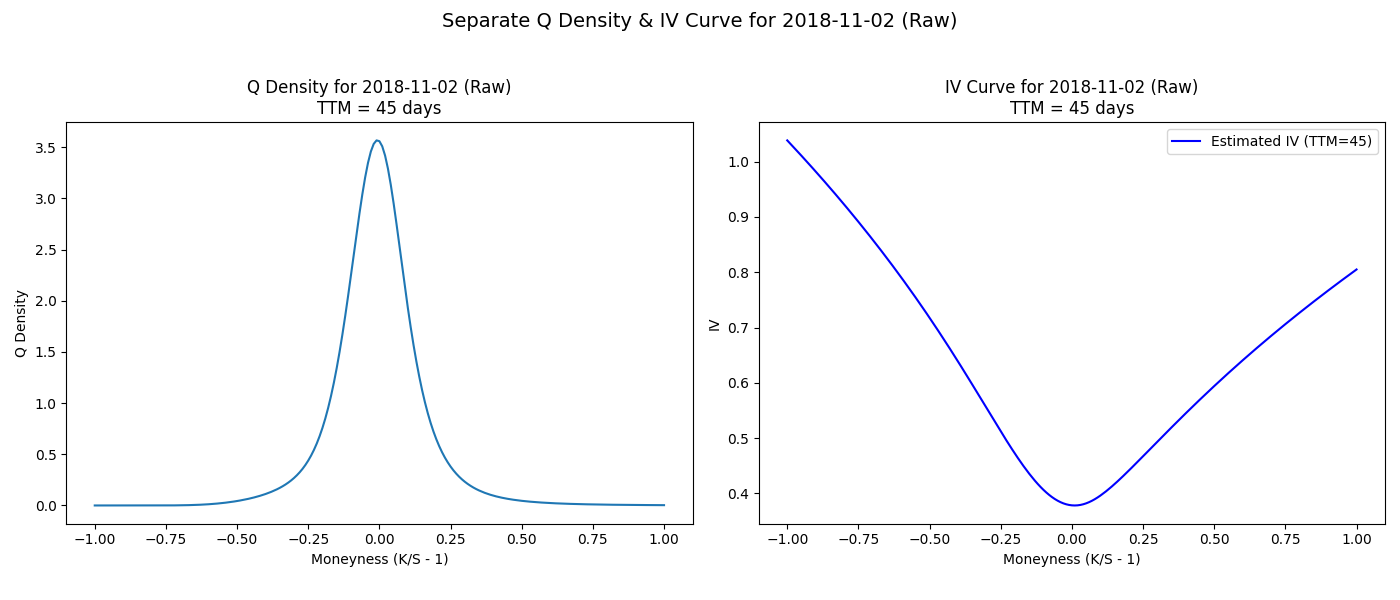 Separate Q Density & IV Curve for 2018-11-02 (Raw)
Q Density for 2018-11-02 (Raw)
TTM = 45 days
3.5
3.0
2.5
2.0
1.5
1.0
0.5
0.0
Q Density
−1.00 −0.75 −0.50 −0.25 0.00 0.25 0.50 0.75 1.00
Moneyness (K/S - 1)
IV Curve for 2018-11-02 (Raw)
TTM = 45 days
Estimated IV (TTM=45)
1.0
0.9
0.8
0.7
0.6
0.5
0.4
IV
−1.00 −0.75 −0.50 −0.25 0.00 0.25 0.50 0.75 1.00
Moneyness (K/S - 1)